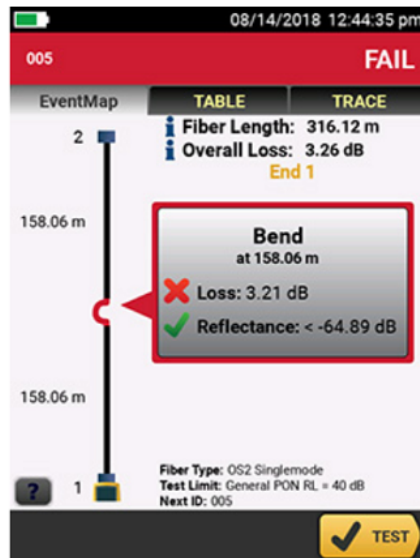 08/14/2018 12:44:35 pm
005
FAIL
EventMap
TABLE
TRACE
2
Fiber Length: 316.12 m
Overall Loss: 3.26 dB
End 1
158.06 m
Bend
at 158.06 m
Loss: 3.21 dB
Reflectance: < -64.89 dB
158.06 m
Fiber Type: OS2 Singlemode
Test Limit: General PON RL = 40 dB
Next ID: 005
?
1
TEST